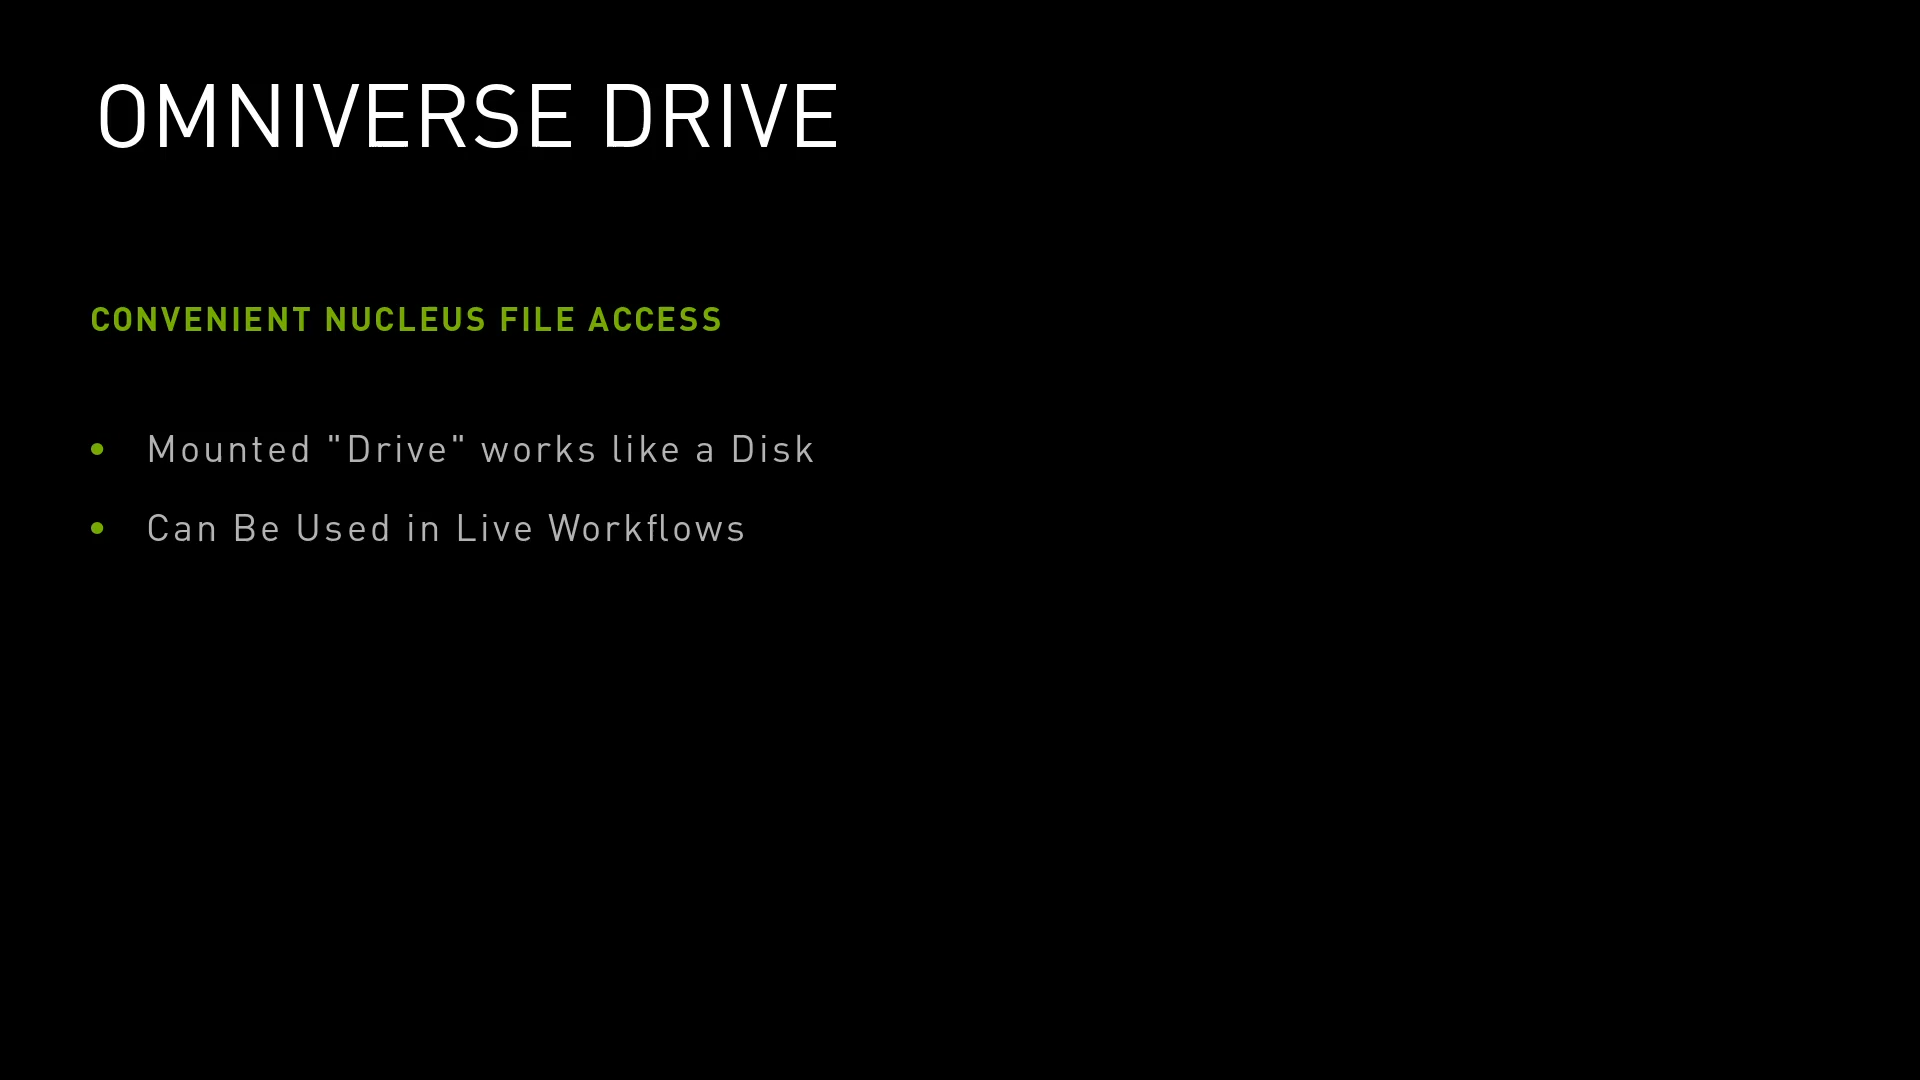 OMNIVERSE DRIVE
CONVENIENT NUCLEUS FILE ACCESS
• Mounted "Drive" works like a Disk
• Can Be Used in Live Workflows